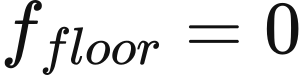 f_{floor} = 0